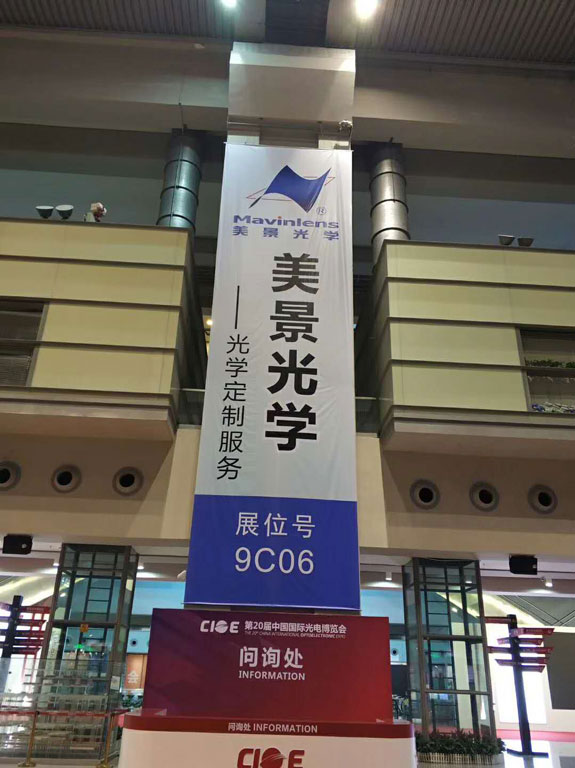 Mavinlens ®
美景光学
美景光学
——光学定制服务
展位号
9C06
CIOE 第20届中国国际光电博览会
THE 20th CHINA INTERNATIONAL OPTOELECTRONIC EXPO
问询处
INFORMATION
问询处 INFORMATION
CIOE